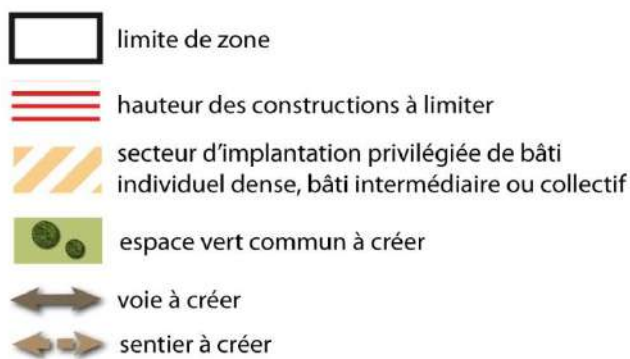 limite de zone
hauteur des constructions à limiter
secteur d'implantation privilégiée de bâti
individuel dense, bâti intermédiaire ou collectif
espace vert commun à créer
voie à créer
sentier à créer